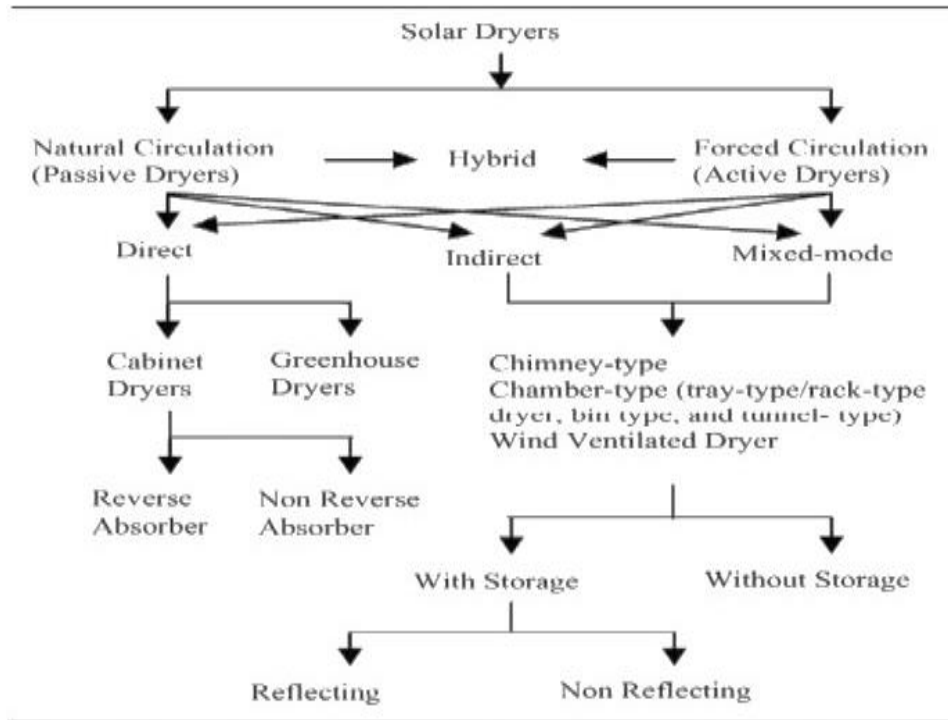 Solar Dryers
Natural Circulation
(Passive Dryers)
Hybrid
Forced Circulation
(Active Dryers)
Direct
Indirect
Mixed-mode
Cabinet
Dryers
Greenhouse
Dryers
Chimney-type
Chamber-type (tray-type/rack-type
dryer, bin type, and tunnel- type)
Wind Ventilated Dryer
Reverse
Absorber
Non Reverse
Absorber
With Storage
Without Storage
Reflecting
Non Reflecting